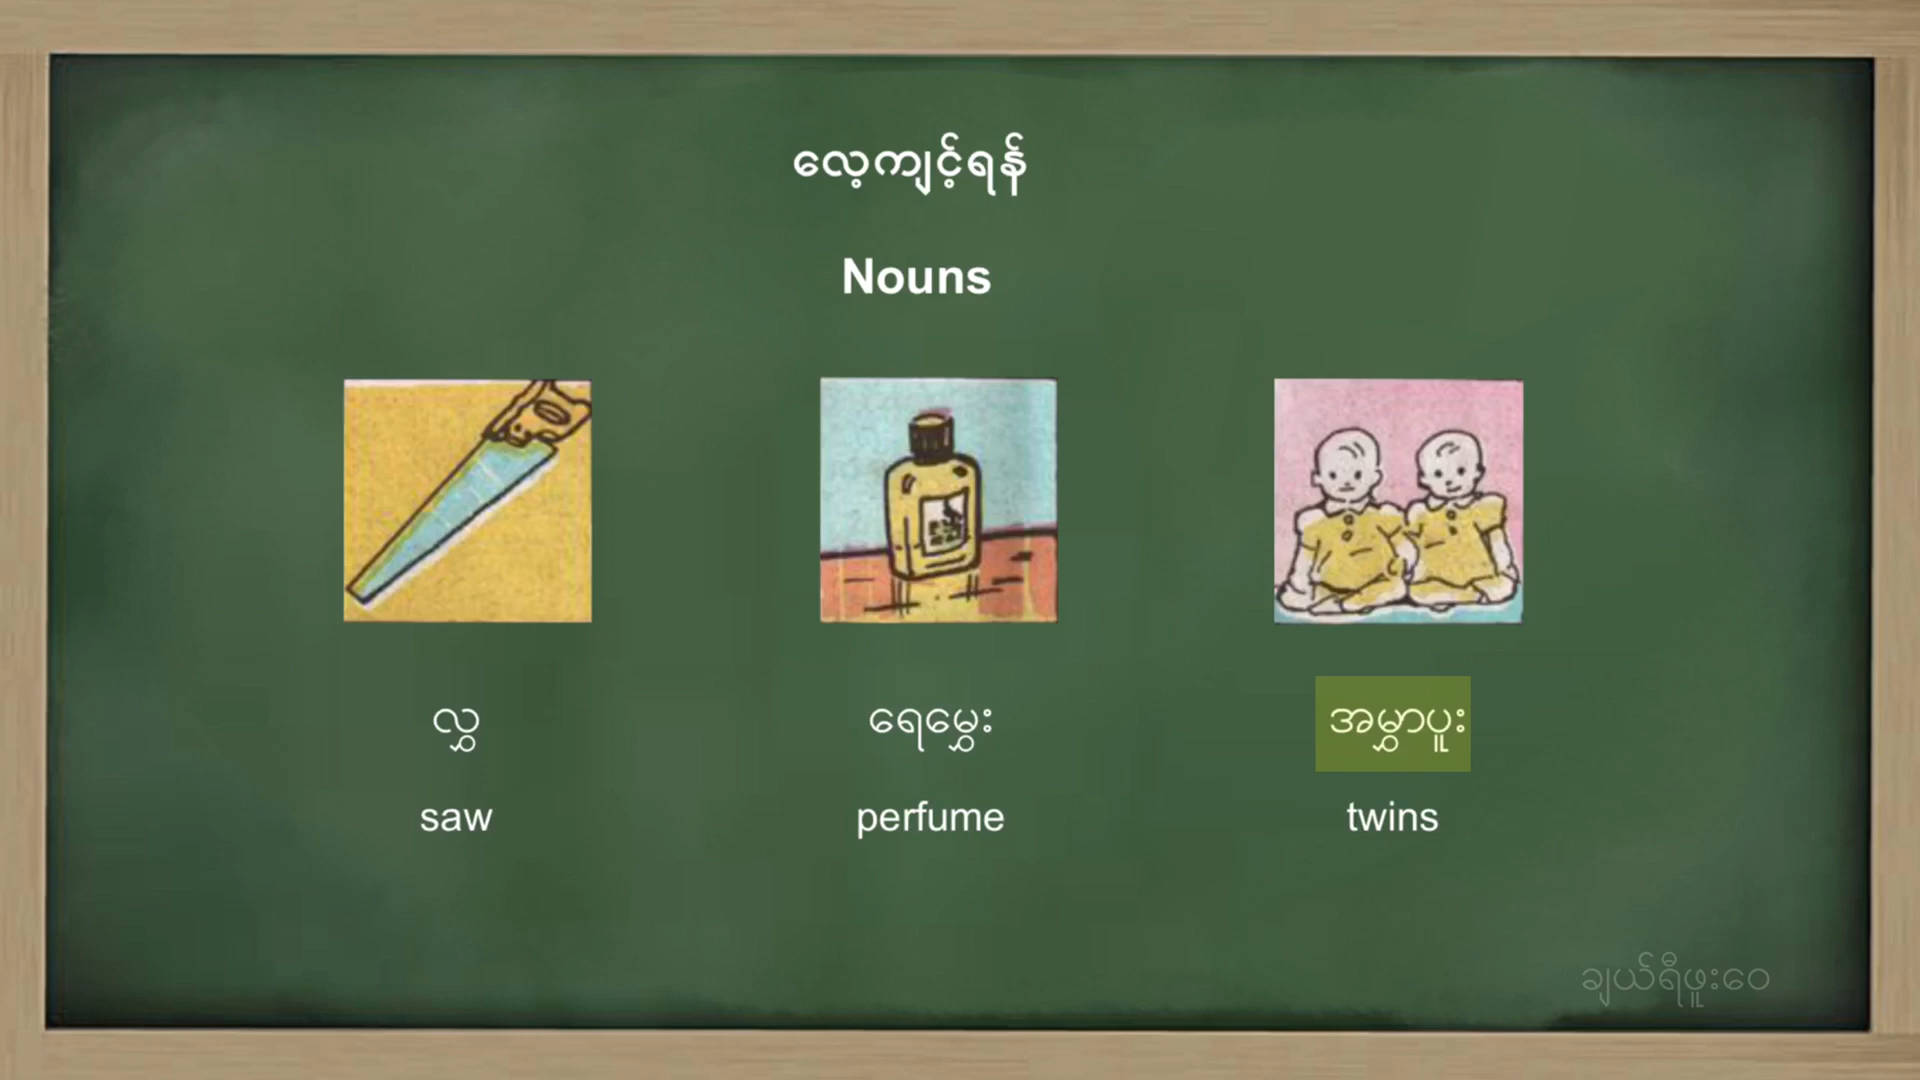 လေ့ကျင့်ရန်
Nouns
လွှ
ရေမွှေး
အမွှာပူး
saw
perfume
twins
ချယ်ရီဖူးဝေ